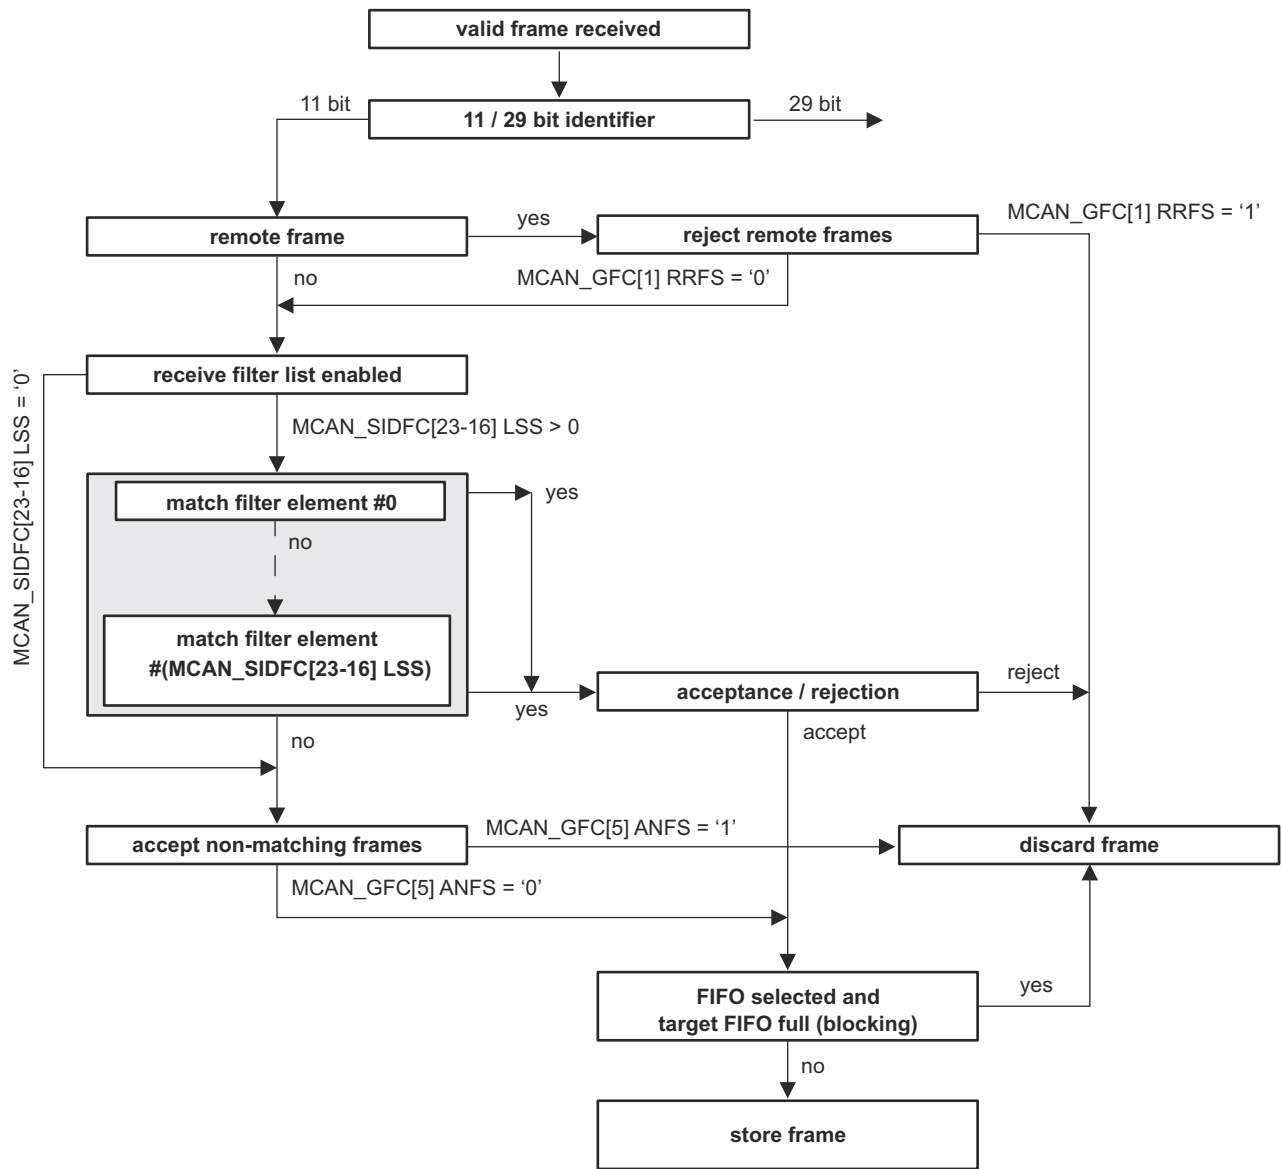 valid frame received
11 bit
11 / 29 bit identifier
29 bit
remote frame
yes
reject remote frames
MCAN_GFC[1] RRFS = ‘1’
no
MCAN_GFC[1] RRFS = ‘0’
receive filter list enabled
MCAN_SIDFC[23-16] LSS = ‘0’
MCAN_SIDFC[23-16] LSS > 0
match filter element #0
yes
no
match filter element
#(MCAN_SIDFC[23-16] LSS)
yes
acceptance / rejection
reject
accept
no
accept non-matching frames
MCAN_GFC[5] ANFS = ‘1’
discard frame
MCAN_GFC[5] ANFS = ‘0’
FIFO selected and
target FIFO full (blocking)
yes
no
store frame